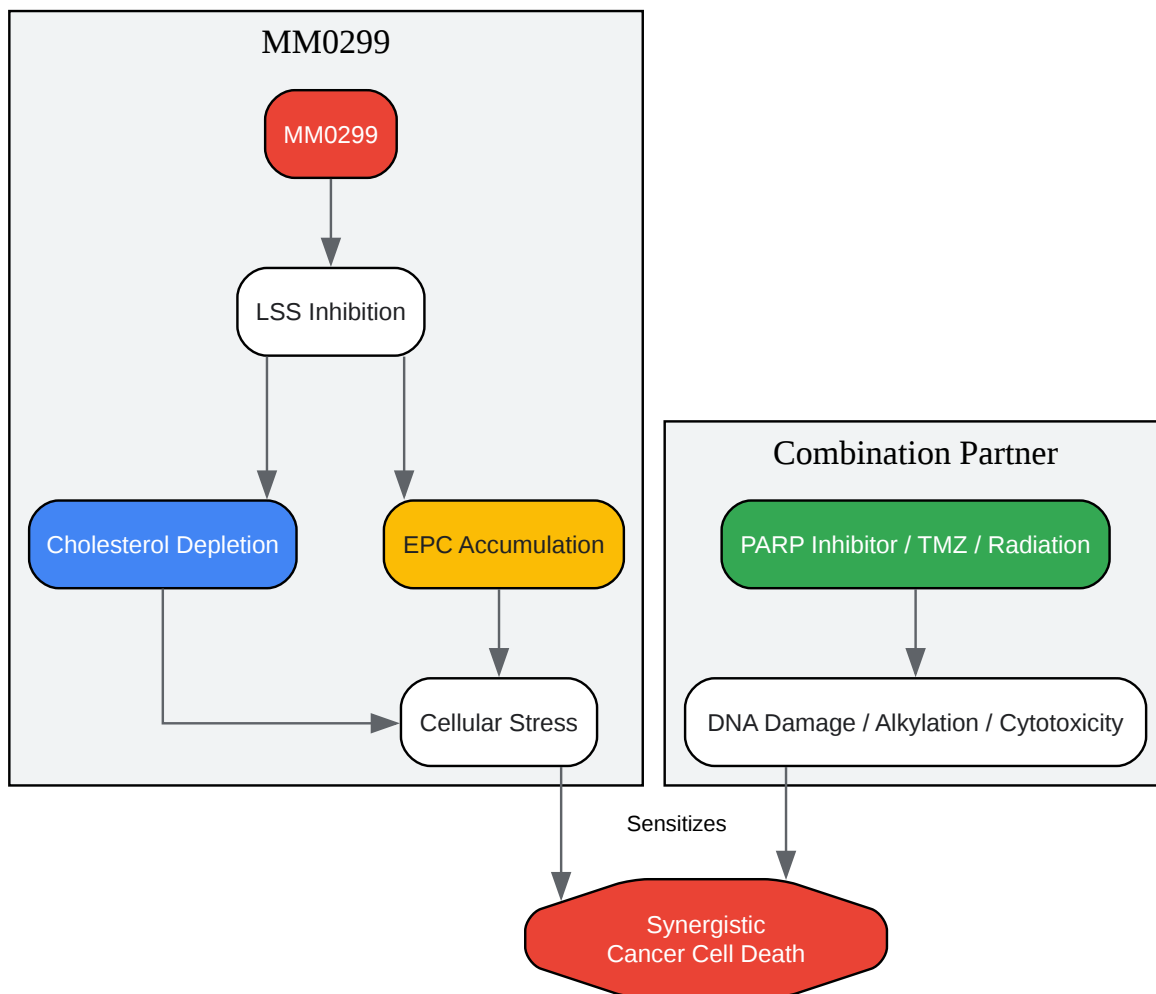 MM0299
MM0299
LSS Inhibition
Cholesterol Depletion
EPC Accumulation
Cellular Stress
Combination Partner
PARP Inhibitor / TMZ / Radiation
DNA Damage / Alkylation / Cytotoxicity
Sensitizes
Synergistic
Cancer Cell Death